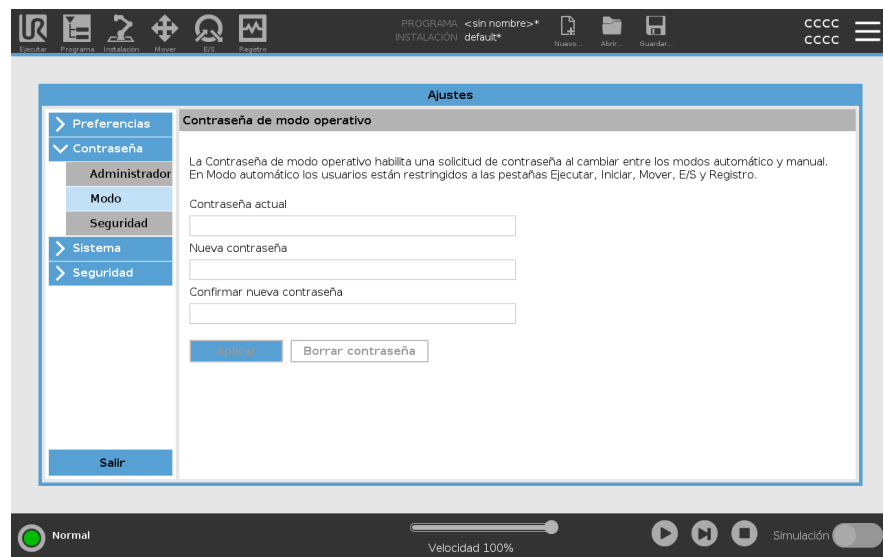 PROGRAMA <sin nombre>*
INSTALACIÓN default*
CCCC
CCCC
Ejecutar Programa Instalación Mover E/S Registro
Nuevo... Abrir... Guardar...
Ajustes
Preferencias
Contraseña
Administrador
Modo
Seguridad
Sistema
Seguridad
Salir
Contraseña de modo operativo
La Contraseña de modo operativo habilita una solicitud de contraseña al cambiar entre los modos automático y manual.
En Modo automático los usuarios están restringidos a las pestañas Ejecutar, Iniciar, Mover, E/S y Registro.
Contraseña actual
Nueva contraseña
Confirmar nueva contraseña
Aplicar Borrar contraseña
Normal
Velocidad 100%
Simulación